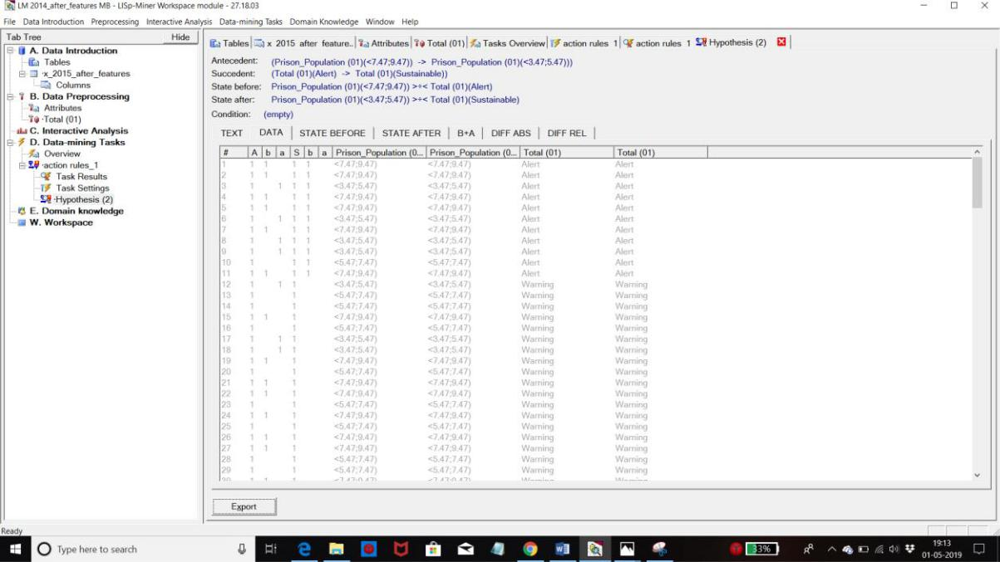 LM 2014_after_features MB - LISp-Miner Workspace module - 27.18.03
File Data Introduction Preprocessing Interactive Analysis Data-mining Tasks Domain Knowledge Window Help
Tab Tree Hide
A. Data Introduction
Tables
·x_2015_after_features
Columns
B. Data Preprocessing
Attributes
·Total (01)
C. Interactive Analysis
D. Data-mining Tasks
Overview
·action rules_1
Task Results
Task Settings
·Hypothesis (2)
E. Domain knowledge
W. Workspace
Tables x 2015 after feature.. Attributes Total (01) Tasks Overview action rules 1 action rules 1 Hypothesis (2)
Antecedent: (Prison_Population (01)(<7.47;9.47)) -> Prison_Population (01)(<3.47;5.47)))
Succedent: (Total (01)(Alert) -> Total (01)(Sustainable))
State before: Prison_Population (01)(<7.47;9.47)) >÷< Total (01)(Alert)
State after: Prison_Population (01)(<3.47;5.47)) >÷< Total (01)(Sustainable)
Condition: (empty)
TEXT DATA STATE BEFORE STATE AFTER B+A DIFF ABS DIFF REL
# A b a S b a Prison_Population (0... Prison_Population (0... Total (01) Total (01)
1 1 1 1 1 <7.47;9.47) <7.47;9.47) Alert Alert
2 1 1 1 1 <7.47;9.47) <7.47;9.47) Alert Alert
3 1 1 1 1 <3.47;5.47) <3.47;5.47) Alert Alert
4 1 1 1 1 <7.47;9.47) <7.47;9.47) Alert Alert
5 1 1 1 1 <7.47;9.47) <7.47;9.47) Alert Alert
6 1 1 1 1 <3.47;5.47) <3.47;5.47) Alert Alert
7 1 1 1 1 <7.47;9.47) <7.47;9.47) Alert Alert
8 1 1 1 1 <3.47;5.47) <3.47;5.47) Alert Alert
9 1 1 1 1 <3.47;5.47) <3.47;5.47) Alert Alert
10 1 1 1 <5.47;7.47) <5.47;7.47) Alert Alert
11 1 1 1 1 <7.47;9.47) <7.47;9.47) Alert Alert
12 1 1 1 <3.47;5.47) <3.47;5.47) Warning Warning
13 1 1 <5.47;7.47) <5.47;7.47) Warning Warning
14 1 1 <5.47;7.47) <5.47;7.47) Warning Warning
15 1 1 1 <7.47;9.47) <7.47;9.47) Warning Warning
16 1 1 <5.47;7.47) <5.47;7.47) Warning Warning
17 1 1 1 <3.47;5.47) <3.47;5.47) Warning Warning
18 1 1 1 <3.47;5.47) <3.47;5.47) Warning Warning
19 1 1 1 <7.47;9.47) <7.47;9.47) Warning Warning
20 1 1 <5.47;7.47) <5.47;7.47) Warning Warning
21 1 1 1 <7.47;9.47) <7.47;9.47) Warning Warning
22 1 1 1 <7.47;9.47) <7.47;9.47) Warning Warning
23 1 1 <5.47;7.47) <5.47;7.47) Warning Warning
24 1 1 1 <7.47;9.47) <7.47;9.47) Warning Warning
25 1 1 <5.47;7.47) <5.47;7.47) Warning Warning
26 1 1 1 <7.47;9.47) <7.47;9.47) Warning Warning
27 1 1 1 <7.47;9.47) <7.47;9.47) Warning Warning
28 1 1 <5.47;7.47) <5.47;7.47) Warning Warning
29 1 1 <5.47;7.47) <5.47;7.47) Warning Warning
30 1 1 1 <7.47;9.47) <7.47;9.47) Warning Warning
Export
Ready
Type here to search
33%
19:13
01-05-2019